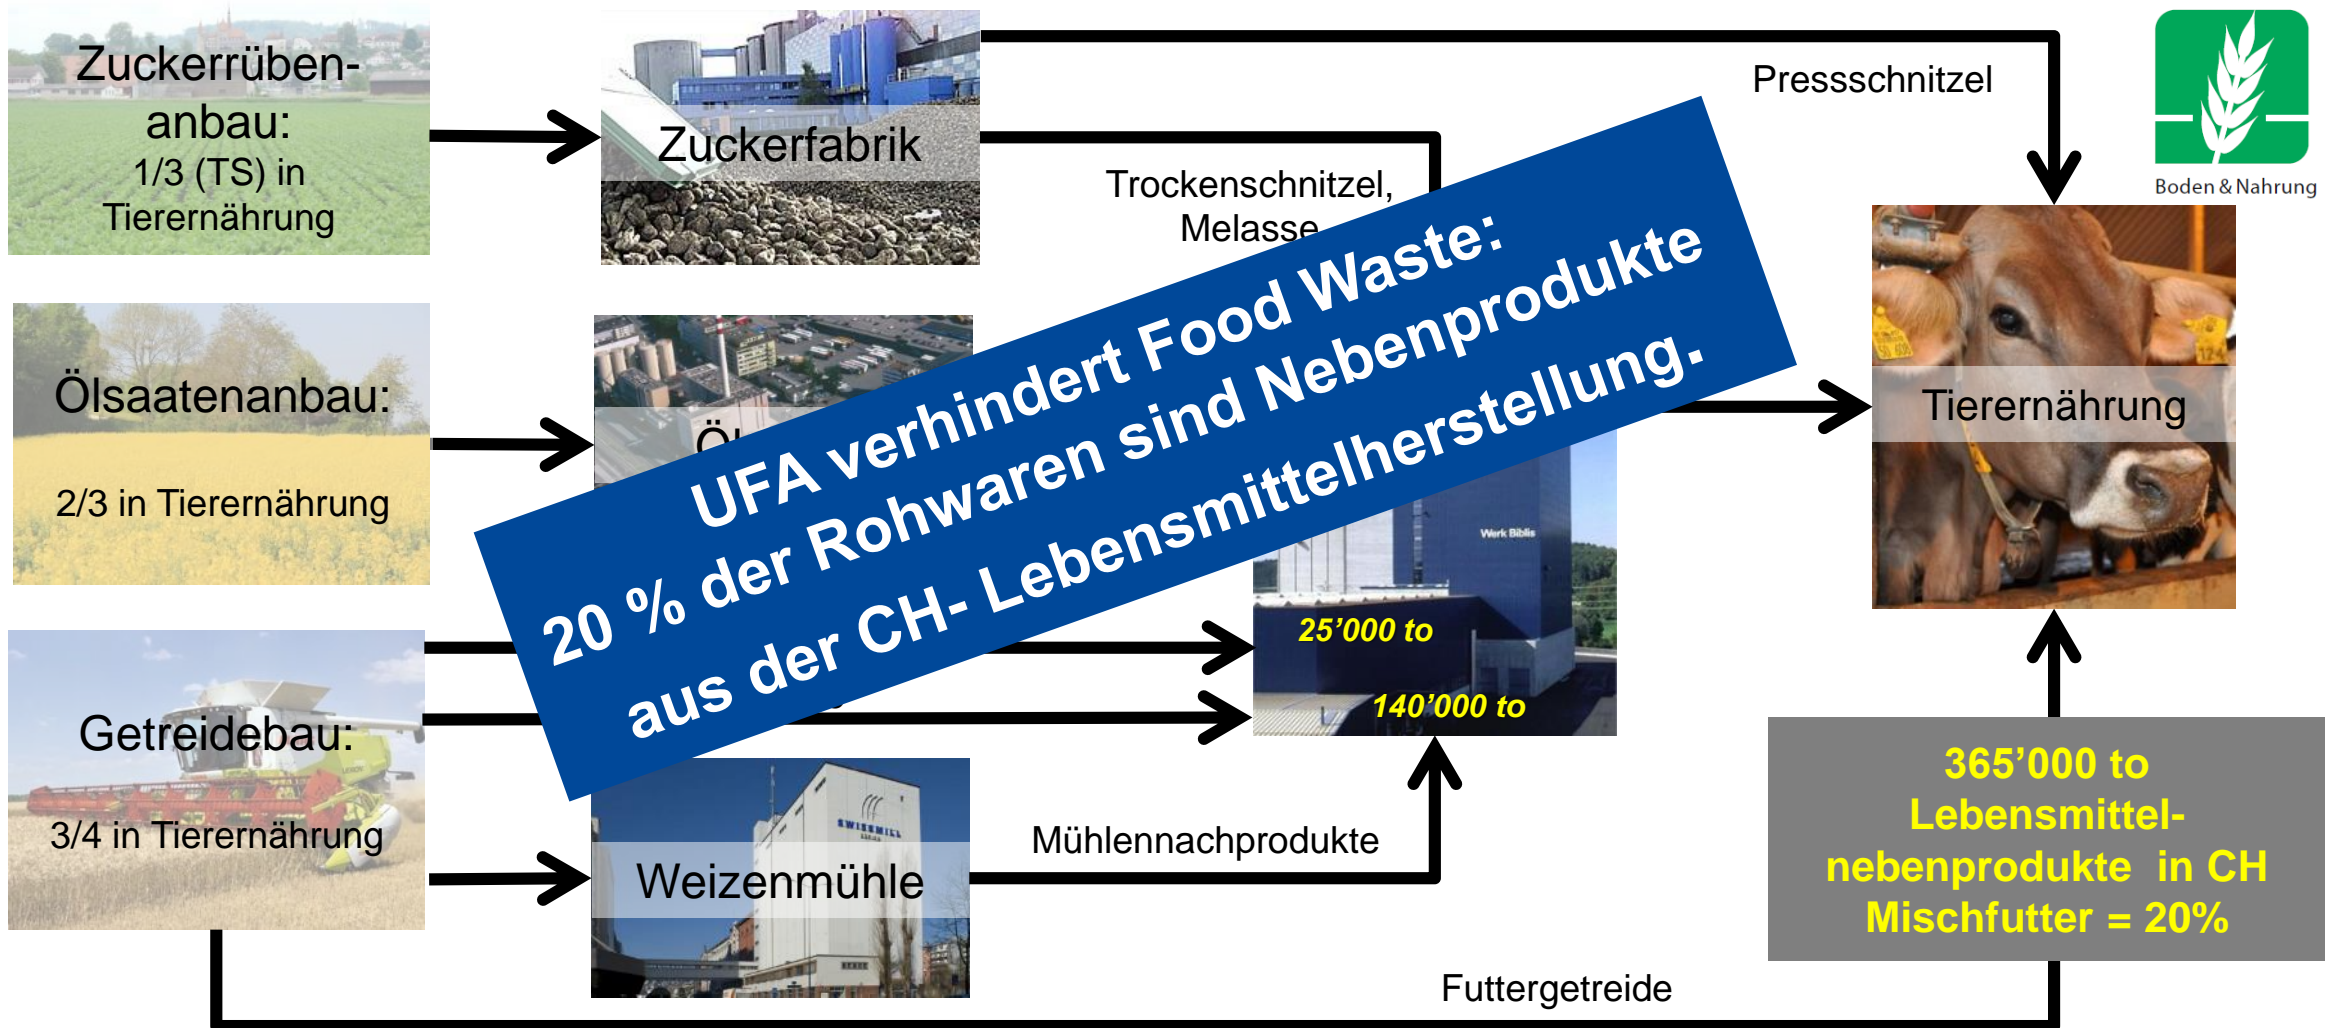 Zuckerrüben-
anbau:
1/3 (TS) in
Tierernährung
Zuckerfabrik
Pressschnitzel
Boden & Nahrung
Trockenschnitzel,
Melasse
Ölsaatenanbau:
2/3 in Tierernährung
UFA verhindert Food Waste:
20 % der Rohwaren sind Nebenprodukte
aus der CH- Lebensmittelherstellung.
Tierernährung
Werk Biblis
25’000 to
140’000 to
Getreidebau:
3/4 in Tierernährung
SWISSMILL
Weizenmühle
Mühlennachprodukte
365’000 to
Lebensmittel-
nebenprodukte in CH
Mischfutter = 20%
Futtergetreide